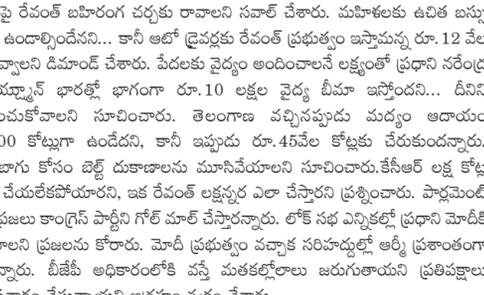 పై రేవంత్ బహిరంగ చర్చకు రావాలని సవాల్ చేశారు. మహిళలకు ఉచిత బస్సు
ఉండాల్సిందేనని... కానీ ఆటో డ్రైవర్లకు రేవంత్ ప్రభుత్వం ఇస్తామన్న రూ.12 వేల
వ్వాలని డిమాండ్ చేశారు. పేదలకు వైద్యం అందించాలనే లక్ష్యంతో ప్రధాని నరేంద్ర
భారత్లో భాగంగా రూ.10 లక్షల వైద్య బీమా ఇస్తోందని... దీనిని
చుకోవాలని సూచించారు. తెలంగాణ వచ్చినప్పుడు మద్యం ఆదాయం
00 కోట్లుగా ఉండేదని, కానీ ఇప్పుడు రూ.45వేల కోట్లకు చేరుకుందన్నారు.
బాగు కోసం బెల్ట్ దుకాణాలను మూసివేయాలని సూచించారు.కేసీఆర్ లక్ష కోట్ల
చేయలేకపోయారని, ఇక రేవంత్ లక్షన్నర ఎలా చేస్తారని ప్రశ్నించారు. పార్లమెంట్
ప్రజలు కాంగ్రెస్ పార్టీని గోల్ మాల్ చేస్తారన్నారు. లోక్ సభ ఎన్నికల్లో ప్రధాని మోదీకి
లని ప్రజలను కోరారు. మోదీ ప్రభుత్వం వచ్చాక సరిహద్దుల్లో ఆర్మీ ప్రశాంతంగా
న్నారు. బీజేపీ అధికారంలోకి వస్తే మతకల్లోలాలు జరుగుతాయని ప్రతిపక్షాలు